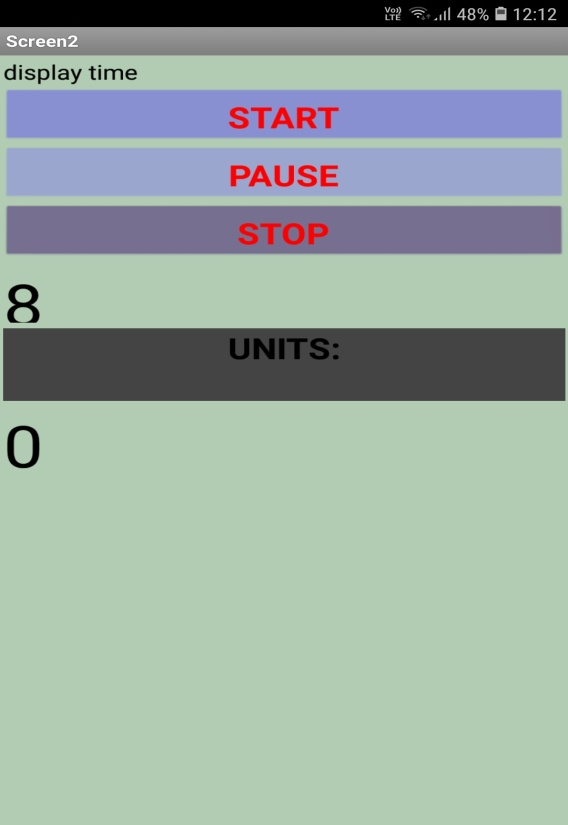 Vo)) LTE 48% 12:12
Screen2
display time
START
PAUSE
STOP
8
UNITS:
0